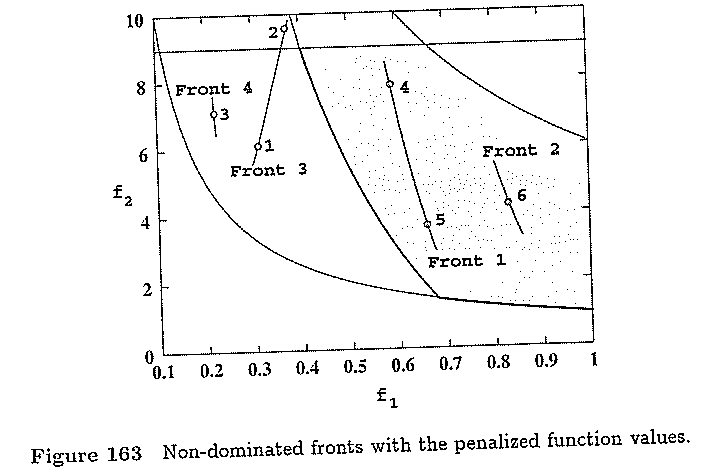 10
2
8
Front 4
3
4
6
1
Front 3
Front 2
f2
6
4
5
Front 1
2
0
0.1 0.2 0.3 0.4 0.5 0.6 0.7 0.8 0.9 1
f1
Figure 163 Non-dominated fronts with the penalized function values.